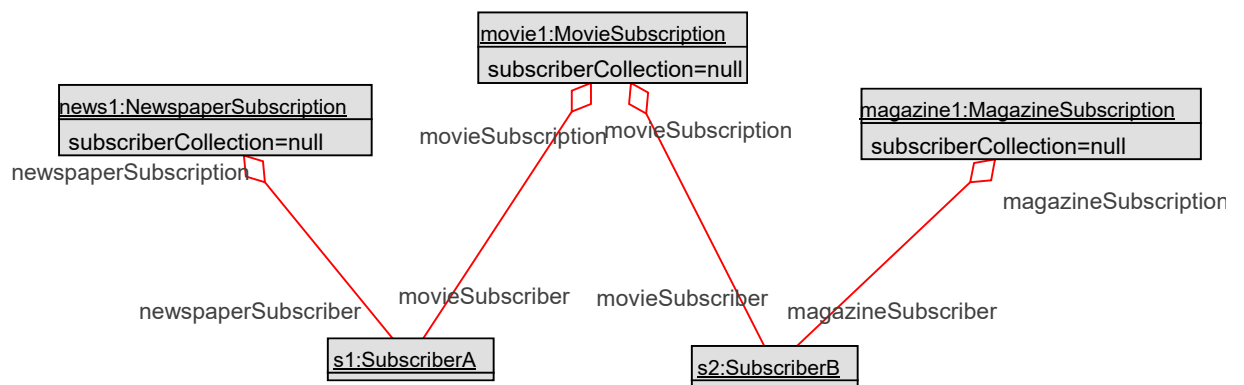 movie1:MovieSubscription
subscriberCollection=null
news1:NewspaperSubscription
subscriberCollection=null
magazine1:MagazineSubscription
subscriberCollection=null
movieSubscription
movieSubscription
newspaperSubscription
magazineSubscription
newspaperSubscriber
movieSubscriber
movieSubscriber
magazineSubscriber
s1:SubscriberA
s2:SubscriberB